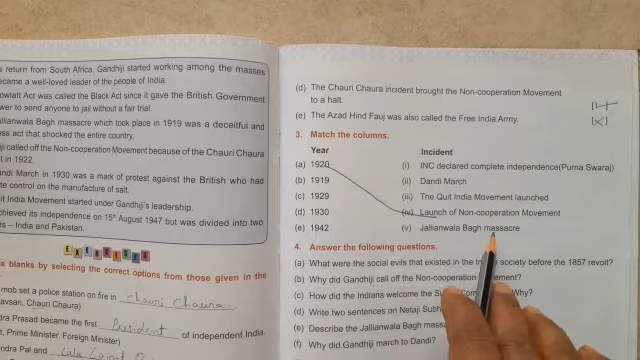 s return from South Africa, Gandhiji started working among the masses
ecame a well-loved leader of the people of India.
owlatt Act was called the Black Act since it gave the British Government
wer to send anyone to jail without a fair trial.
allianwala Bagh massacre which took place in 1919 was a deceitful and
ss act that shocked the entire country.
iji called off the Non-cooperation Movement because of the Chauri Chaura
t in 1922.
andi March in 1930 was a mark of protest against the British who had
te control on the manufacture of salt.
it India Movement started under Gandhiji's leadership.
achieved its independence on 15th August 1947 but was divided into two
es – India and Pakistan.
EXERCISES
e blanks by selecting the correct options from those given in the
mob set a police station on fire in Chauri Chaura
avsari, Chauri Chaura)
dra Prasad became the first President of independent India.
t, Prime Minister, Foreign Minister)
andra Pal and Lala
(d) The Chauri Chaura incident brought the Non-cooperation Movement
to a halt.
(e) The Azad Hind Fauj was also called the Free India Army.
[x]
3. Match the columns.
Year Incident
(a) 1920 (i) INC declared complete independence(Purna Swaraj)
(b) 1919 (ii) Dandi March
(c) 1929 (iii) The Quit India Movement launched
(d) 1930 (iv) Launch of Non-cooperation Movement
(e) 1942 (v) Jallianwala Bagh massacre
4. Answer the following questions.
(a) What were the social evils that existed in the society before the 1857 revolt?
(b) Why did Gandhiji call off the Non-cooperation ement?
(c) How did the Indians welcome the S Com Why?
(d) Write two sentences on Netaji Subh
(e) Describe the Jallianwala Bagh massa
(f) Why did Gandhiji march to Dandi?